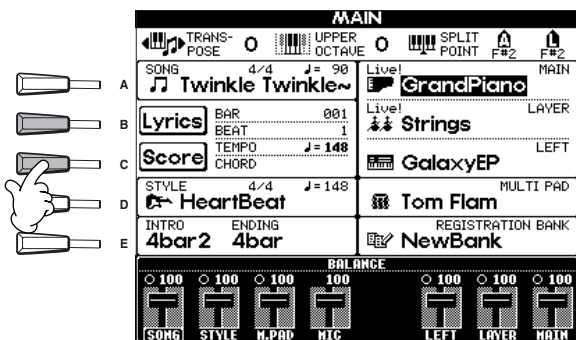 MAIN
TRANS-
POSE 0
UPPER
OCTAVE 0
SPLIT
POINT
A
F#2
L
F#2
A
SONG 4/4 ♩= 90
Twinkle Twinkle~
Live! MAIN
GrandPiano
B
Lyrics
BAR 001
BEAT 1
Live! LAYER
Strings
C
Score
TEMPO ♩=148
CHORD
LEFT
GalaxyEP
D
STYLE 4/4 ♩=148
HeartBeat
MULTI PAD
Tom Flam
E
INTRO ENDING
4bar2 4bar
REGISTRATION BANK
NewBank
BALANCE
100 100 100 100 100 100 100
SONG STYLE M.PAD MIC LEFT LAYER MAIN